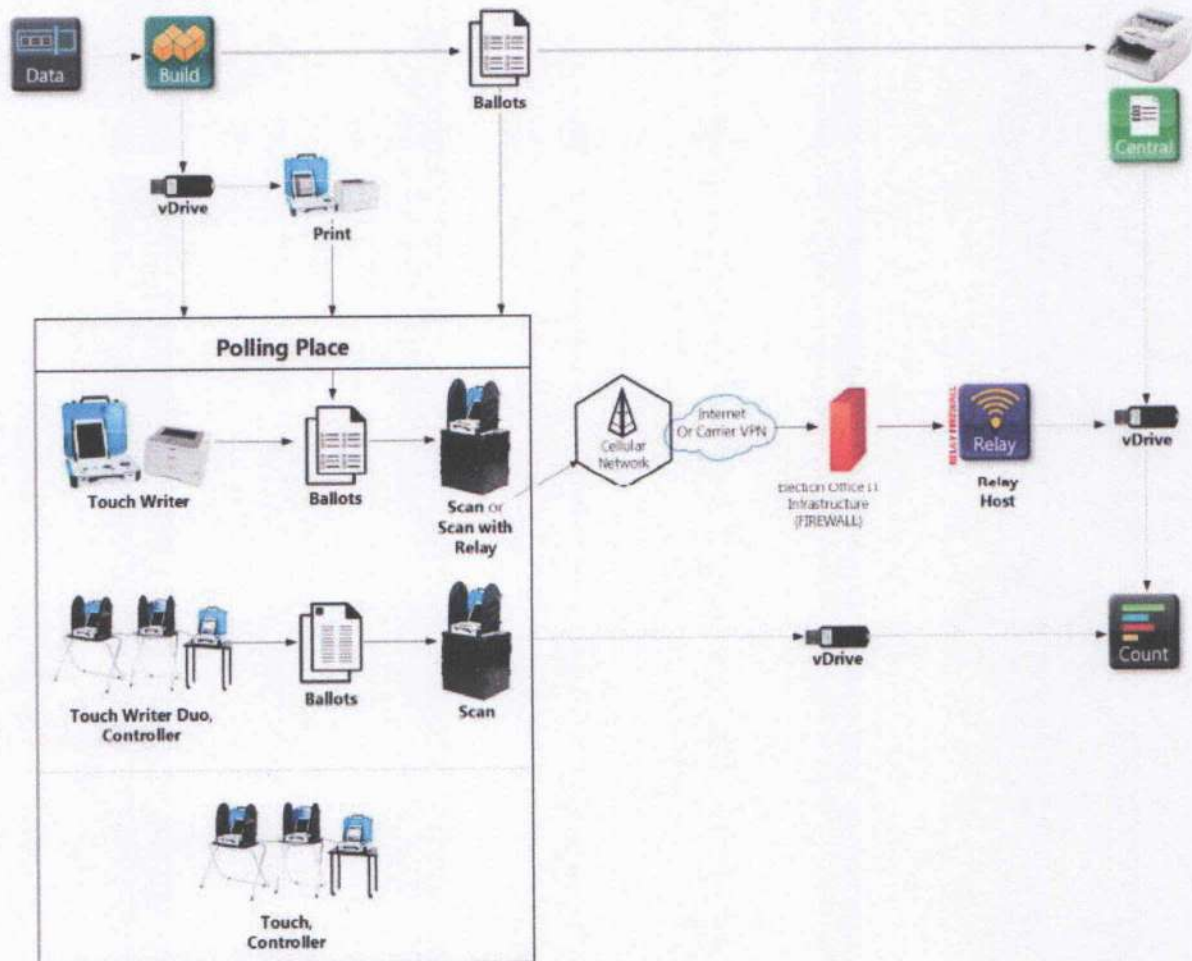 Data
Build
Ballots
Central
vDrive
Print
Polling Place
Touch Writer
Ballots
Scan or
Scan with
Relay
Cellular
Network
Internet
Or Carrier VPN
Election Office IT
Infrastructure
(FIREWALL)
RELAY FIREWALL
Relay
Relay
Host
vDrive
Touch Writer Duo,
Controller
Ballots
Scan
vDrive
Count
Touch,
Controller